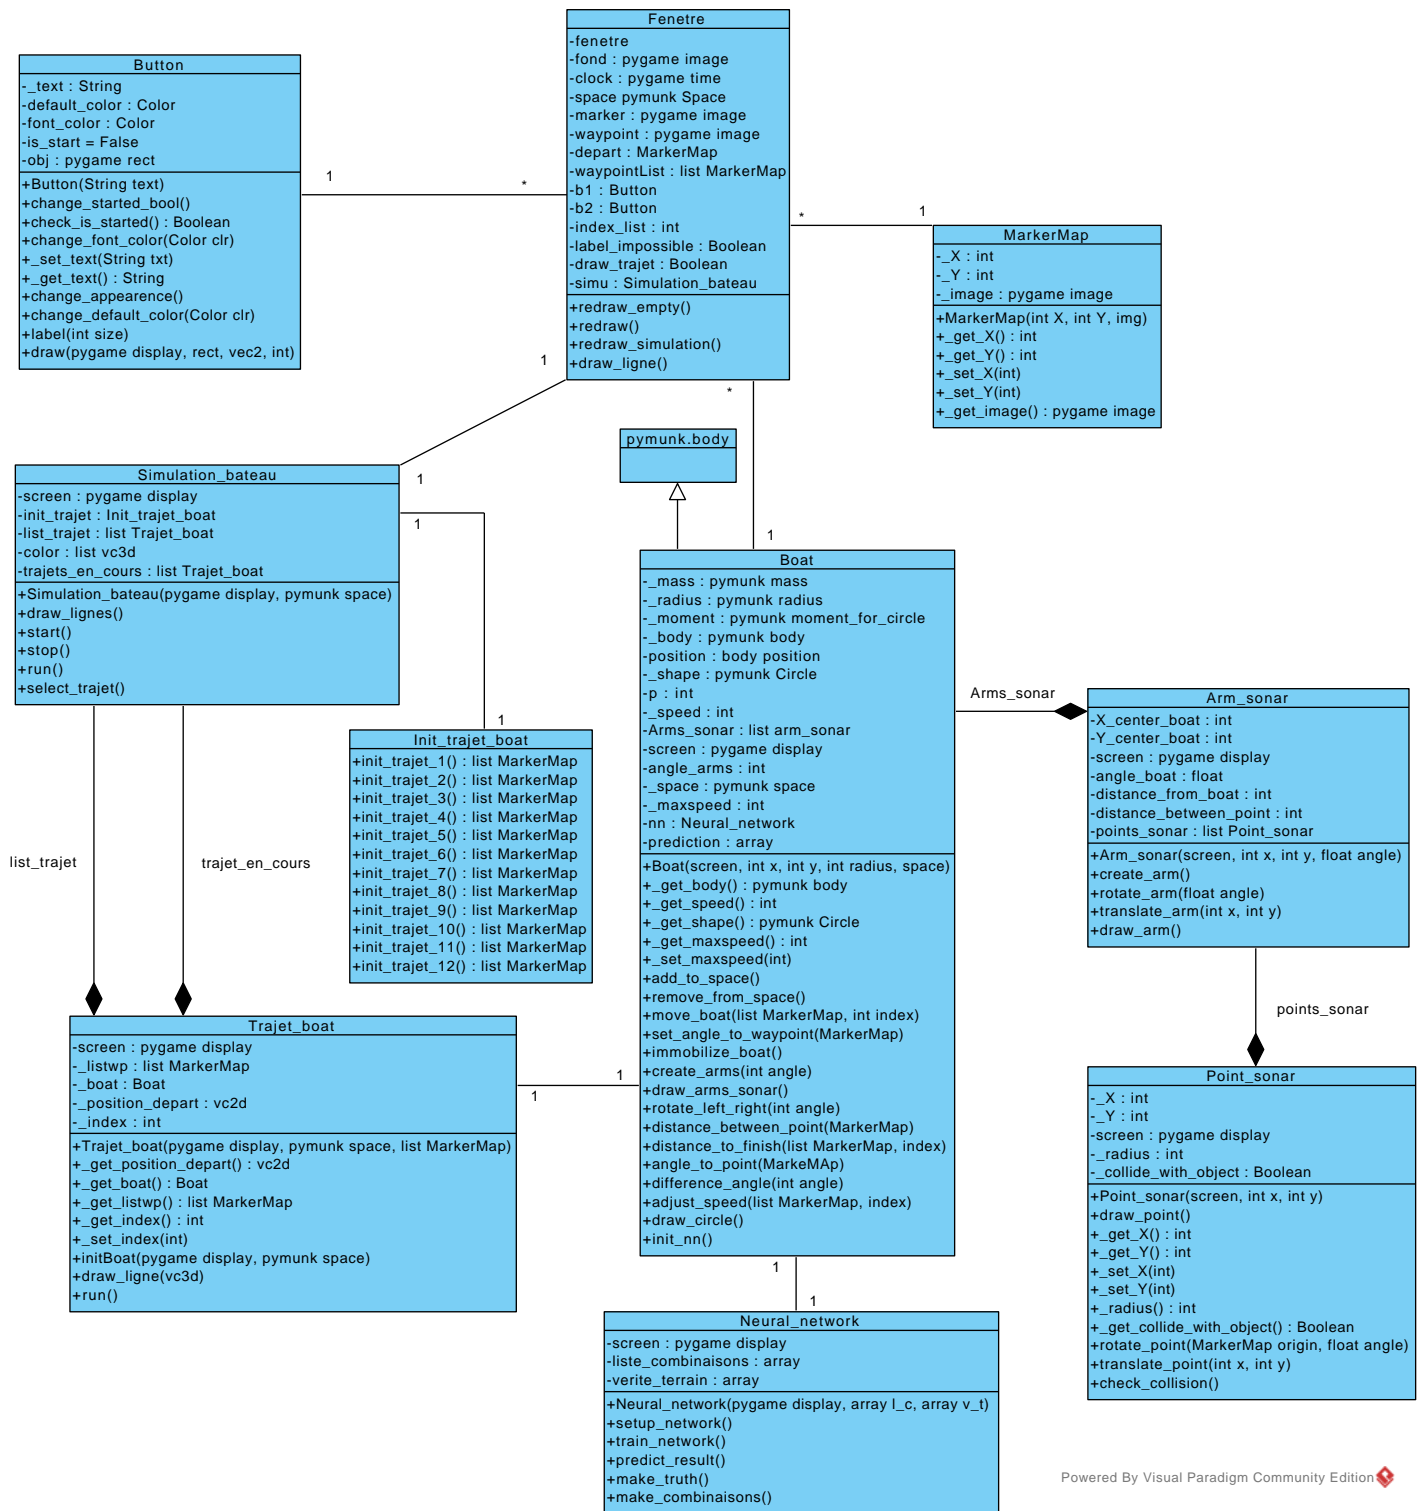 Fenetre
-fenetre
-fond : pygame image
-clock : pygame time
-space pymunk Space
-marker : pygame image
-waypoint : pygame image
-depart : MarkerMap
-waypointList : list MarkerMap
-b1 : Button
-b2 : Button
-index_list : int
-label_impossible : Boolean
-draw_trajet : Boolean
-simu : Simulation_bateau
+redraw_empty()
+redraw()
+redraw_simulation()
+draw_ligne()
Button
-_text : String
-default_color : Color
-font_color : Color
-is_start = False
-obj : pygame rect
+Button(String text)
+change_started_bool()
+check_is_started() : Boolean
+change_font_color(Color clr)
+_set_text(String txt)
+_get_text() : String
+change_appearence()
+change_default_color(Color clr)
+label(int size)
+draw(pygame display, rect, vec2, int)
1
*
*
1
MarkerMap
-_X : int
-_Y : int
-_image : pygame image
+MarkerMap(int X, int Y, img)
+_get_X() : int
+_get_Y() : int
+_set_X(int)
+_set_Y(int)
+_get_image() : pygame image
1
*
pymunk.body
Simulation_bateau
-screen : pygame display
-init_trajet : Init_trajet_boat
-list_trajet : list Trajet_boat
-color : list vc3d
-trajets_en_cours : list Trajet_boat
+Simulation_bateau(pygame display, pymunk space)
+draw_lignes()
+start()
+stop()
+run()
+select_trajet()
1
1
1
1
Init_trajet_boat
+init_trajet_1() : list MarkerMap
+init_trajet_2() : list MarkerMap
+init_trajet_3() : list MarkerMap
+init_trajet_4() : list MarkerMap
+init_trajet_5() : list MarkerMap
+init_trajet_6() : list MarkerMap
+init_trajet_7() : list MarkerMap
+init_trajet_8() : list MarkerMap
+init_trajet_9() : list MarkerMap
+init_trajet_10() : list MarkerMap
+init_trajet_11() : list MarkerMap
+init_trajet_12() : list MarkerMap
Boat
-_mass : pymunk mass
-_radius : pymunk radius
-_moment : pymunk moment_for_circle
-_body : pymunk body
-position : body position
-_shape : pymunk Circle
-p : int
-_speed : int
-Arms_sonar : list arm_sonar
-screen : pygame display
-angle_arms : int
-_space : pymunk space
-_maxspeed : int
-nn : Neural_network
-prediction : array
+Boat(screen, int x, int y, int radius, space)
+_get_body() : pymunk body
+_get_speed() : int
+_get_shape() : pymunk Circle
+_get_maxspeed() : int
+_set_maxspeed(int)
+add_to_space()
+remove_from_space()
+move_boat(list MarkerMap, int index)
+set_angle_to_waypoint(MarkerMap)
+immobilize_boat()
+create_arms(int angle)
+draw_arms_sonar()
+rotate_left_right(int angle)
+distance_between_point(MarkerMap)
+distance_to_finish(list MarkerMap, index)
+angle_to_point(MarkeMAp)
+difference_angle(int angle)
+adjust_speed(list MarkerMap, index)
+draw_circle()
+init_nn()
Arms_sonar
Arm_sonar
-X_center_boat : int
-Y_center_boat : int
-screen : pygame display
-angle_boat : float
-distance_from_boat : int
-distance_between_point : int
-points_sonar : list Point_sonar
+Arm_sonar(screen, int x, int y, float angle)
+create_arm()
+rotate_arm(float angle)
+translate_arm(int x, int y)
+draw_arm()
list_trajet
trajet_en_cours
points_sonar
Trajet_boat
-screen : pygame display
-_listwp : list MarkerMap
-_boat : Boat
-_position_depart : vc2d
-_index : int
+Trajet_boat(pygame display, pymunk space, list MarkerMap)
+_get_position_depart() : vc2d
+_get_boat() : Boat
+_get_listwp() : list MarkerMap
+_get_index() : int
+_set_index(int)
+initBoat(pygame display, pymunk space)
+draw_ligne(vc3d)
+run()
1
1
Point_sonar
-_X : int
-_Y : int
-screen : pygame display
-_radius : int
-_collide_with_object : Boolean
+Point_sonar(screen, int x, int y)
+draw_point()
+_get_X() : int
+_get_Y() : int
+_set_X(int)
+_set_Y(int)
+_radius() : int
+_get_collide_with_object() : Boolean
+rotate_point(MarkerMap origin, float angle)
+translate_point(int x, int y)
+check_collision()
1
1
Neural_network
-screen : pygame display
-liste_combinaisons : array
-verite_terrain : array
+Neural_network(pygame display, array l_c, array v_t)
+setup_network()
+train_network()
+predict_result()
+make_truth()
+make_combinaisons()
Powered By Visual Paradigm Community Edition